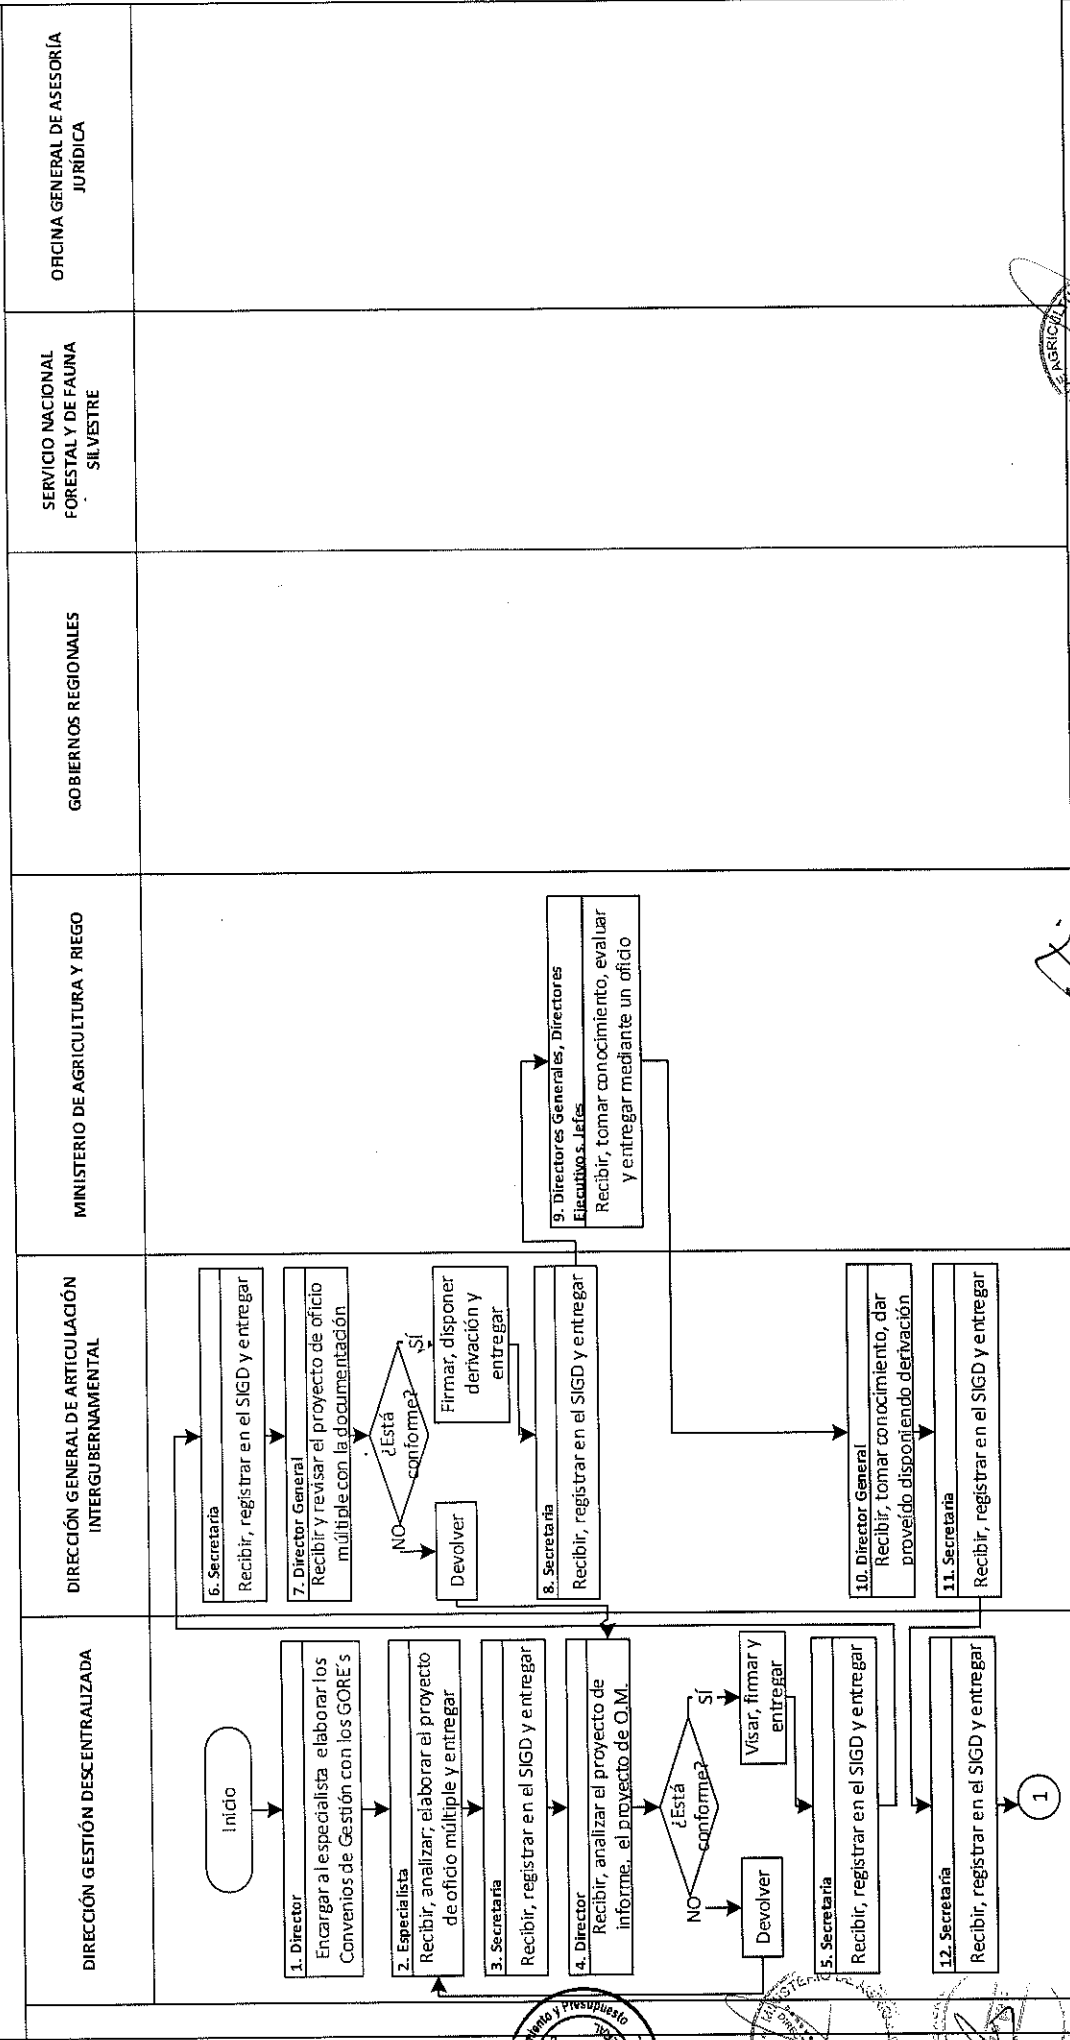 DIRECCIÓN GESTIÓN DESCENTRALIZADA
DIRECCIÓN GENERAL DE ARTICULACIÓN
INTERGUBERNAMENTAL
MINISTERIO DE AGRICULTURA Y RIEGO
GOBIERNOS REGIONALES
SERVICIO NACIONAL
FORESTAL Y DE FAUNA
SILVESTRE
OFICINA GENERAL DE ASESORÍA
JURÍDICA
Inicio
1. Director
Encargar al especialista elaborar los
Convenios de Gestión con los GORE´s
2. Especialista
Recibir, analizar; elaborar el proyecto
de oficio múltiple y entregar
3. Secretaria
Recibir, registrar en el SIGD y entregar
4. Director
Recibir, analizar el proyecto de
informe, el proyecto de O.M.
¿Está
conforme?
NO
SÍ
Devolver
Visar, firmar y
entregar
5. Secretaria
Recibir, registrar en el SIGD y entregar
6. Secretaria
Recibir, registrar en el SIGD y entregar
7. Director General
Recibir y revisar el proyecto de oficio
múltiple con la documentación
¿Está
conforme?
NO
SÍ
Devolver
Firmar, disponer
derivación y
entregar
8. Secretaria
Recibir, registrar en el SIGD y entregar
9. Directores Generales, Directores
Ejecutivos, Jefes
Recibir, tomar conocimiento, evaluar
y entregar mediante un oficio
10. Director General
Recibir, tomar conocimiento, dar
proveído disponiendo derivación
11. Secretaria
Recibir, registrar en el SIGD y entregar
12. Secretaria
Recibir, registrar en el SIGD y entregar
1
y Presupuesto